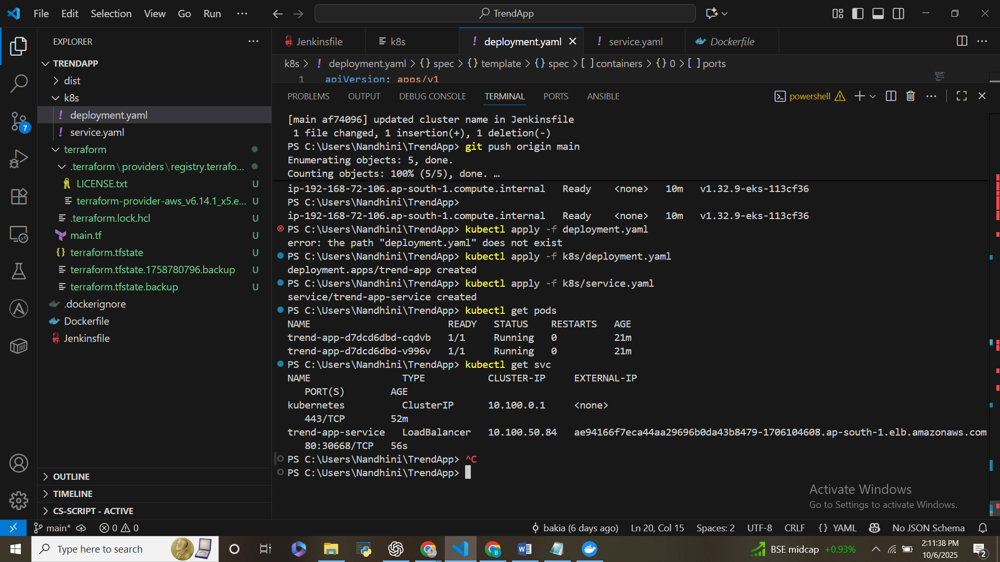 File Edit Selection View Go Run ···
TrendApp
EXPLORER
TRENDAPP
dist
k8s
deployment.yaml
service.yaml
terraform
.terraform\providers\registry.terrafo...
LICENSE.txt U
terraform-provider-aws_v6.14.1_x5.e... U
.terraform.lock.hcl U
main.tf U
terraform.tfstate U
terraform.tfstate.1758780796.backup U
terraform.tfstate.backup U
.dockerignore
Dockerfile
Jenkinsfile
OUTLINE
TIMELINE
CS-SCRIPT - ACTIVE
7
Jenkinsfile k8s deployment.yaml service.yaml Dockerfile
k8s > ! deployment.yaml > {} spec > {} template > {} spec > [ ] containers > {} 0 > [ ] ports
1 apiVersion: apps/v1
PROBLEMS OUTPUT DEBUG CONSOLE TERMINAL PORTS ANSIBLE
powershell
[main af74096] updated cluster name in Jenkinsfile
1 file changed, 1 insertion(+), 1 deletion(-)
PS C:\Users\Nandhini\TrendApp> git push origin main
Enumerating objects: 5, done.
Counting objects: 100% (5/5), done. …
ip-192-168-72-106.ap-south-1.compute.internal Ready <none> 10m v1.32.9-eks-113cf36
PS C:\Users\Nandhini\TrendApp>
ip-192-168-72-106.ap-south-1.compute.internal Ready <none> 10m v1.32.9-eks-113cf36
PS C:\Users\Nandhini\TrendApp> kubectl apply -f deployment.yaml
error: the path "deployment.yaml" does not exist
PS C:\Users\Nandhini\TrendApp> kubectl apply -f k8s/deployment.yaml
deployment.apps/trend-app created
PS C:\Users\Nandhini\TrendApp> kubectl apply -f k8s/service.yaml
service/trend-app-service created
PS C:\Users\Nandhini\TrendApp> kubectl get pods
NAME READY STATUS RESTARTS AGE
trend-app-d7dcd6dbd-cqdvb 1/1 Running 0 21m
trend-app-d7dcd6dbd-v996v 1/1 Running 0 21m
PS C:\Users\Nandhini\TrendApp> kubectl get svc
NAME TYPE CLUSTER-IP EXTERNAL-IP
PORT(S) AGE
kubernetes ClusterIP 10.100.0.1 <none>
443/TCP 52m
trend-app-service LoadBalancer 10.100.50.84 ae94166f7eca44aa29696b0da43b8479-1706104608.ap-south-1.elb.amazonaws.com
80:30668/TCP 56s
PS C:\Users\Nandhini\TrendApp> ^C
PS C:\Users\Nandhini\TrendApp>
Activate Windows
Go to Settings to activate Windows.
main* 0 0 bakia (6 days ago) Ln 20, Col 15 Spaces: 2 UTF-8 CRLF {} YAML No JSON Schema
Type here to search
BSE midcap +0.93%
2:11:38 PM
10/6/2025
2